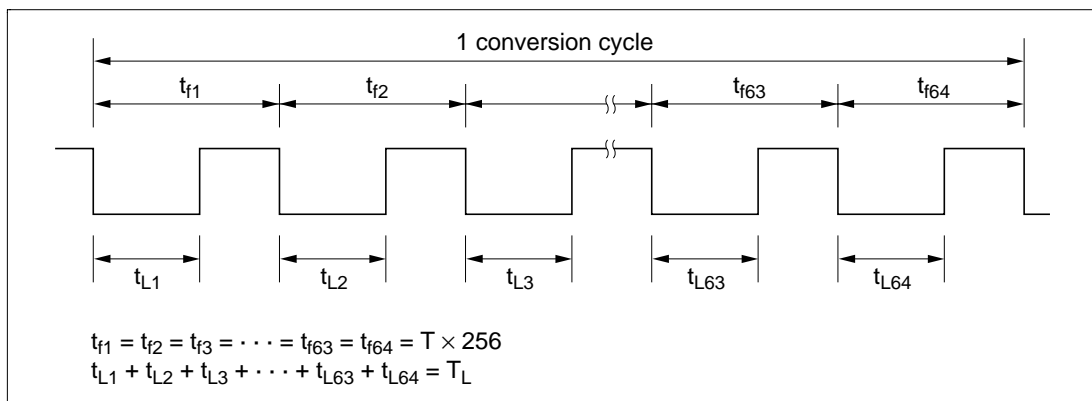 1 conversion cycle
tf1 tf2 tf63 tf64
tL1 tL2 tL3 tL63 tL64
tf1 = tf2 = tf3 = · · · = tf63 = tf64 = T × 256
tL1 + tL2 + tL3 + · · · + tL63 + tL64 = TL